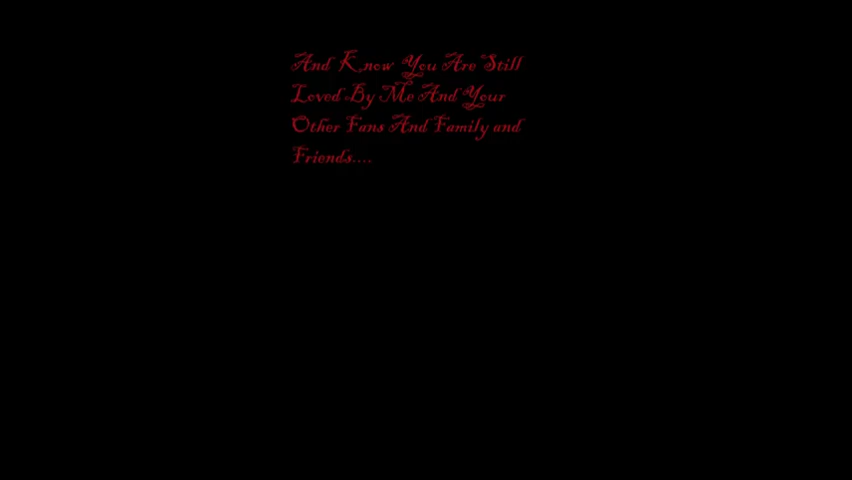 And Know You Are Still
Loved By Me And Your
Other Fans And Family and
Friends....